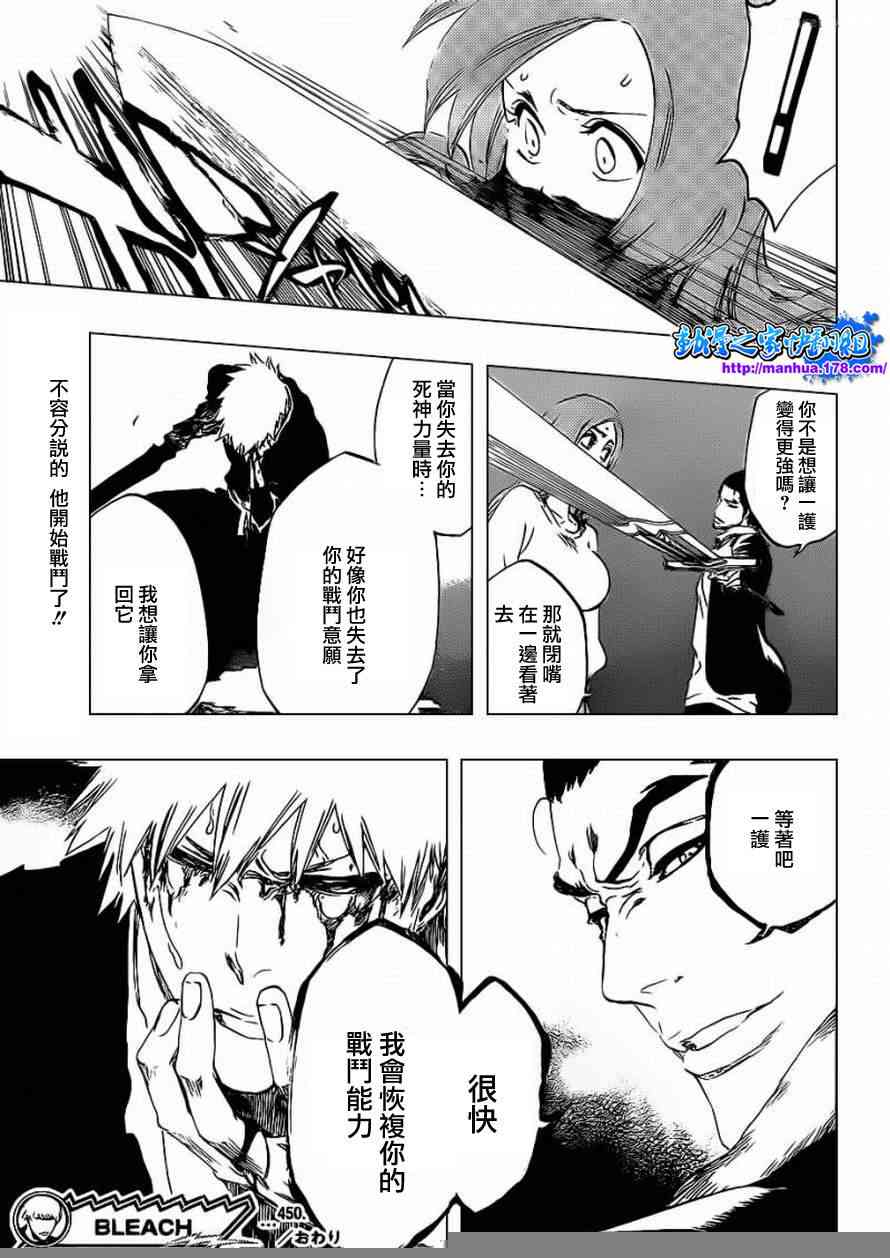 動漫之家快刊組
http://manhua.178.com/
你不是想讓一護
變得更強嗎?
那就閉嘴
在一邊看著
去
當你失去你的
死神力量時…
好像你也失去了
你的戰鬥意願
我想讓你拿
回它
不容分説的 他開始戰鬥了!!
等著吧
一護
很快
我會恢複你的
戰鬥能力
BLEACH
450.
/おわり